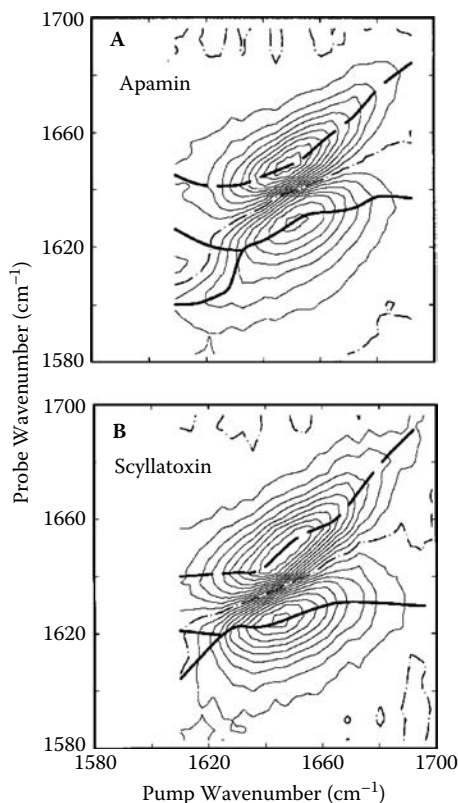 1700
A
Apamin
1660
1620
1580
1700
B
Scyllatoxin
1660
1620
1580
1580 1620 1660 1700
Probe Wavenumber (cm⁻¹)
Pump Wavenumber (cm⁻¹)